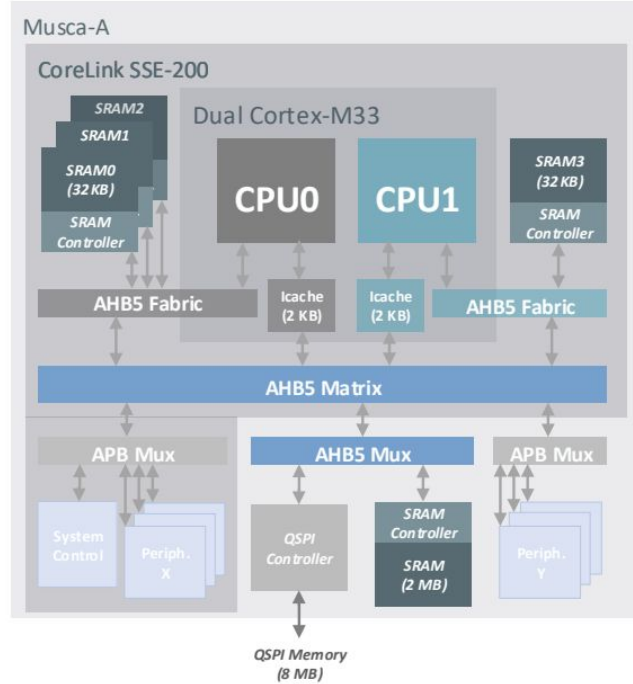 Musca-A
CoreLink SSE-200
SRAM2
SRAM1
SRAM0
(32 KB)
SRAM
Controller
Dual Cortex-M33
CPU0
CPU1
SRAM3
(32 KB)
SRAM
Controller
AHB5 Fabric
Icache
(2 KB)
Icache
(2 KB)
AHB5 Fabric
AHB5 Matrix
APB Mux
AHB5 Mux
APB Mux
System
Control
Periph.
X
QSPI
Controller
SRAM
Controller
SRAM
(2 MB)
Periph.
Y
QSPI Memory
(8 MB)